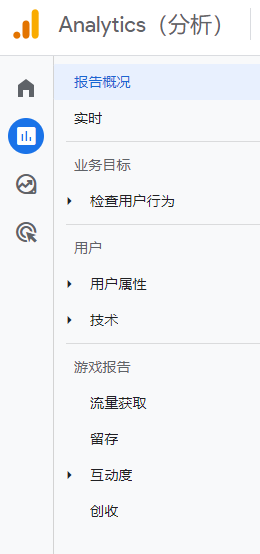 Analytics（分析）
报告概况
实时
业务目标
检查用户行为
用户
用户属性
技术
游戏报告
流量获取
留存
互动度
创收